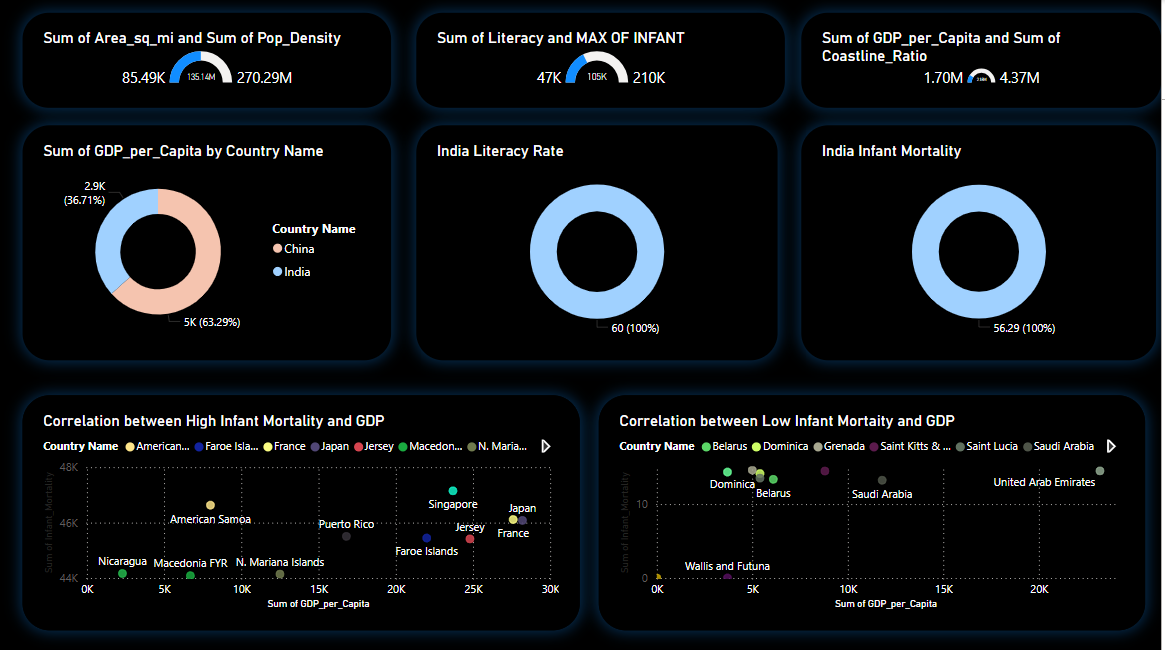 Sum of Area_sq_mi and Sum of Pop_Density
85.49K 135.14M 270.29M
Sum of Literacy and MAX OF INFANT
47K 105K 210K
Sum of GDP_per_Capita and Sum of
Coastline_Ratio
1.70M 4.37M
Sum of GDP_per_Capita by Country Name
2.9K
(36.71%)
5K (63.29%)
Country Name
China
India
India Literacy Rate
60 (100%)
India Infant Mortality
56.29 (100%)
Correlation between High Infant Mortality and GDP
Country Name American... Faroe Isla... France Japan Jersey Macedon... N. Maria...
Sum of Infant_Mortality
48K
46K
44K
Singapore
American Samoa
Japan
Puerto Rico
Jersey
France
Faroe Islands
Nicaragua
Macedonia FYR
N. Mariana Islands
0K 5K 10K 15K 20K 25K 30K
Sum of GDP_per_Capita
Correlation between Low Infant Mortaity and GDP
Country Name Belarus Dominica Grenada Saint Kitts & ... Saint Lucia Saudi Arabia
Sum of Infant_Mortality
10
0
Dominica
Belarus
Saudi Arabia
United Arab Emirates
Wallis and Futuna
0K 5K 10K 15K 20K
Sum of GDP_per_Capita